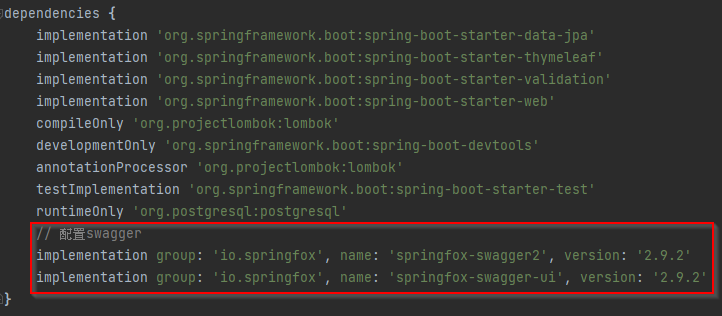 dependencies {
implementation 'org.springframework.boot:spring-boot-starter-data-jpa'
implementation 'org.springframework.boot:spring-boot-starter-thymeleaf'
implementation 'org.springframework.boot:spring-boot-starter-validation'
implementation 'org.springframework.boot:spring-boot-starter-web'
compileOnly 'org.projectlombok:lombok'
developmentOnly 'org.springframework.boot:spring-boot-devtools'
annotationProcessor 'org.projectlombok:lombok'
testImplementation 'org.springframework.boot:spring-boot-starter-test'
runtimeOnly 'org.postgresql:postgresql'
// 配置swagger
implementation group: 'io.springfox', name: 'springfox-swagger2', version: '2.9.2'
implementation group: 'io.springfox', name: 'springfox-swagger-ui', version: '2.9.2'
}